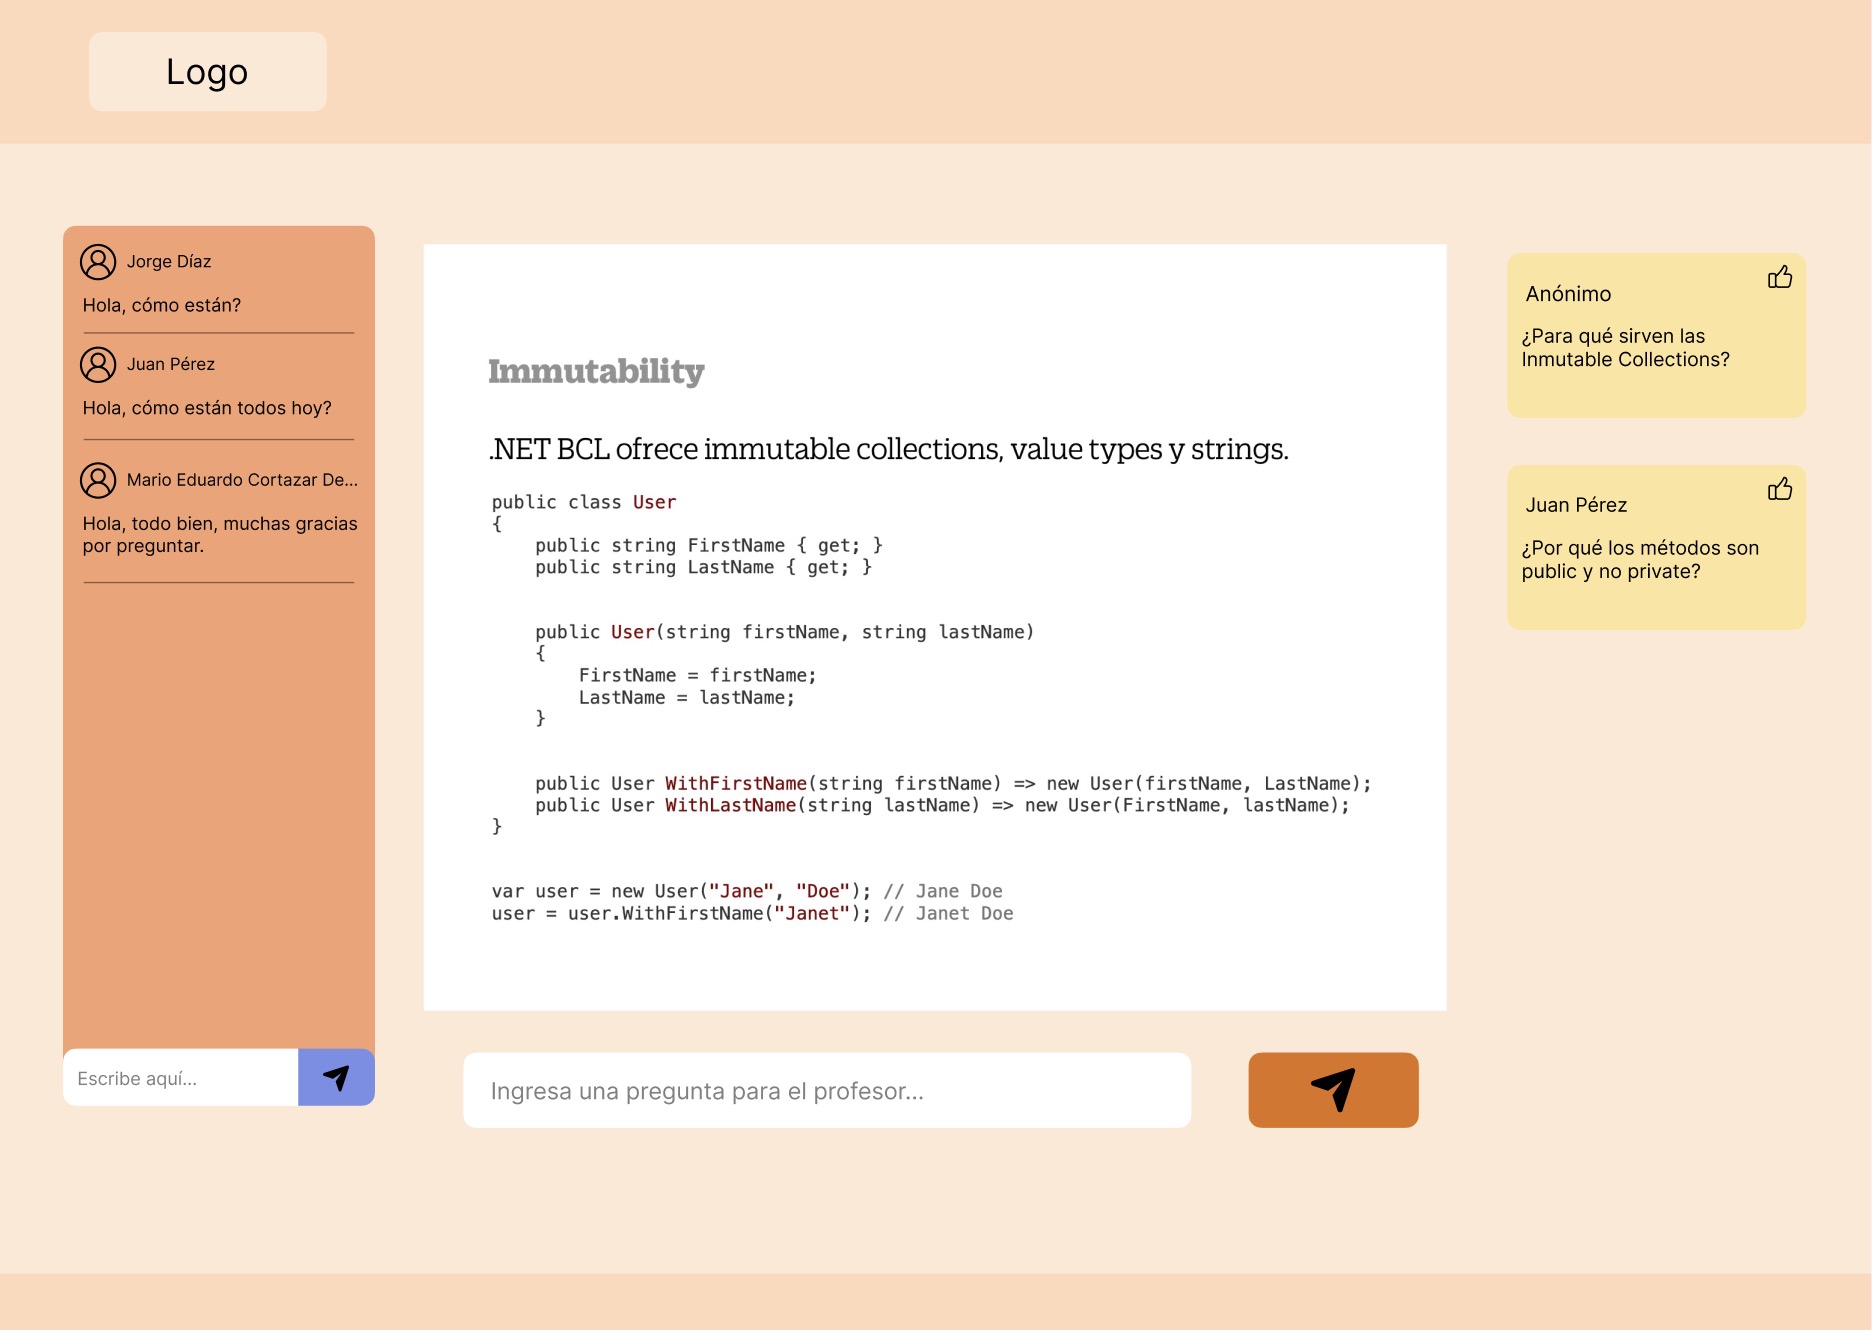 Logo
Jorge Díaz
Hola, cómo están?
Juan Pérez
Hola, cómo están todos hoy?
Mario Eduardo Cortazar De...
Hola, todo bien, muchas gracias
por preguntar.
Escribe aquí...
Immutability
.NET BCL ofrece immutable collections, value types y strings.
public class User
{
    public string FirstName { get; }
    public string LastName { get; }
    public User(string firstName, string lastName)
    {
        FirstName = firstName;
        LastName = lastName;
    }
    public User WithFirstName(string firstName) => new User(firstName, LastName);
    public User WithLastName(string lastName) => new User(FirstName, lastName);
}
var user = new User("Jane", "Doe"); // Jane Doe
user = user.WithFirstName("Janet"); // Janet Doe
Ingresa una pregunta para el profesor...
Anónimo
¿Para qué sirven las
Inmutable Collections?
Juan Pérez
¿Por qué los métodos son
public y no private?